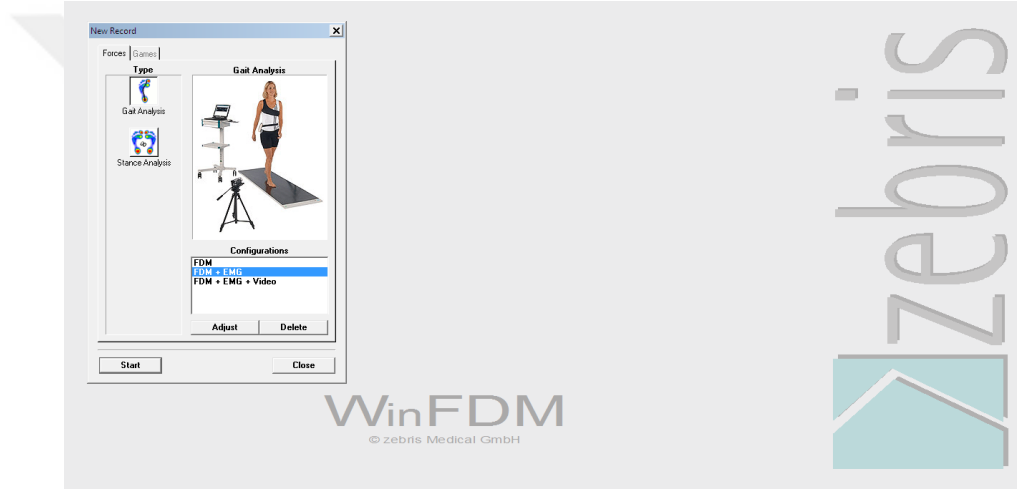 New Record
Forces
Games
Type
Gait Analysis
Stance Analysis
Gait Analysis
Configurations
FDM
FDM + EMG
FDM + EMG + Video
Adjust
Delete
Start
Close
WinFDM
© zebris Medical GmbH
zebris